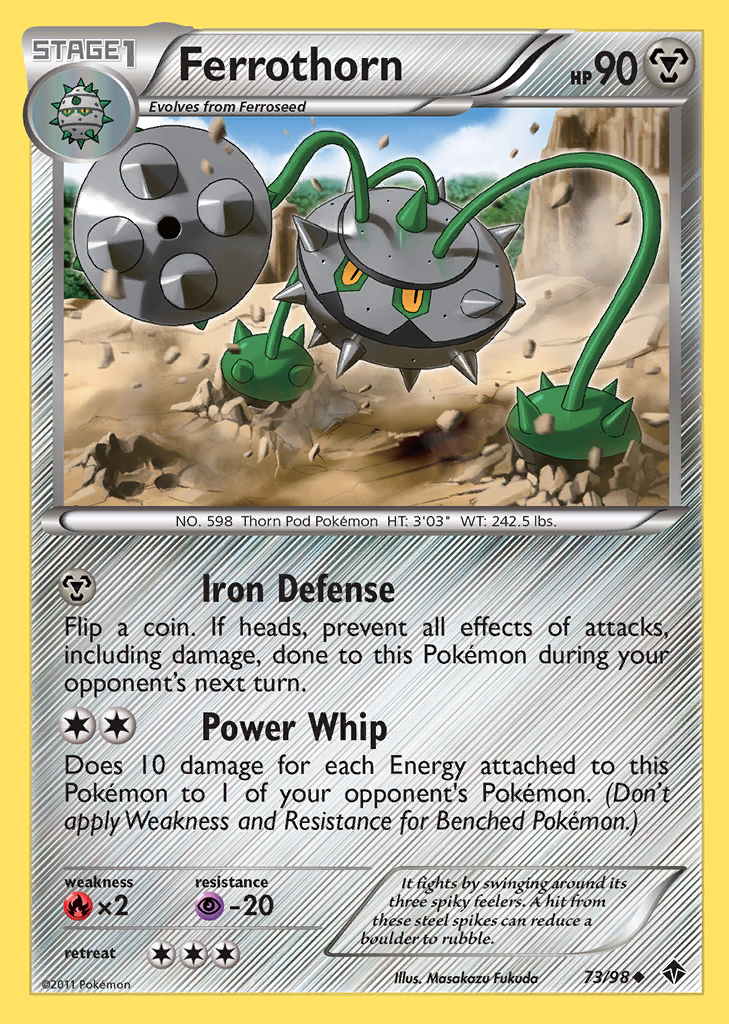 STAGE1
Ferrothorn
HP 90
Evolves from Ferroseed
NO. 598 Thorn Pod Pokémon HT: 3'03" WT: 242.5 lbs.
Iron Defense
Flip a coin. If heads, prevent all effects of attacks,
including damage, done to this Pokémon during your
opponent's next turn.
Power Whip
Does 10 damage for each Energy attached to this
Pokémon to 1 of your opponent's Pokémon. (Don't
apply Weakness and Resistance for Benched Pokémon.)
weakness
×2
resistance
-20
retreat
It fights by swinging around its
three spiky feelers. A hit from
these steel spikes can reduce a
boulder to rubble.
©2011 Pokémon
Illus. Masakazu Fukuda
73/98